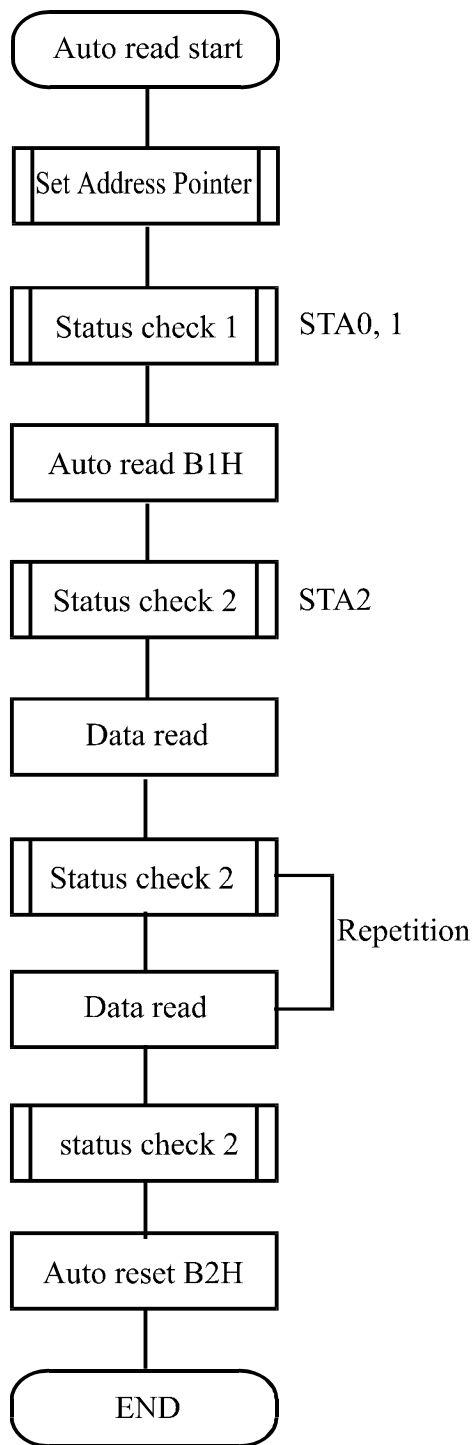 Auto read start
Set Address Pointer
Status check 1
STA0, 1
Auto read B1H
Status check 2
STA2
Data read
Status check 2
Repetition
Data read
status check 2
Auto reset B2H
END